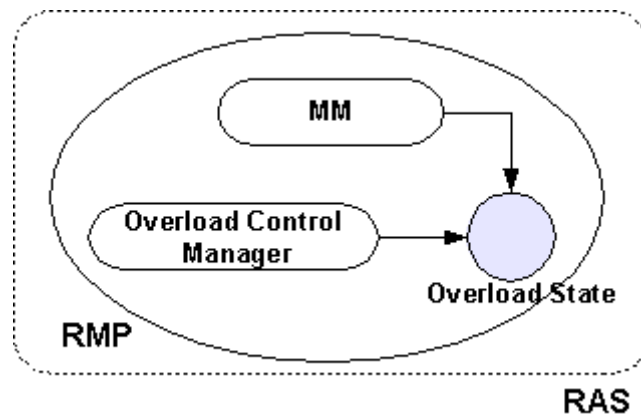 MM
Overload Control
Manager
Overload State
RMP
RAS